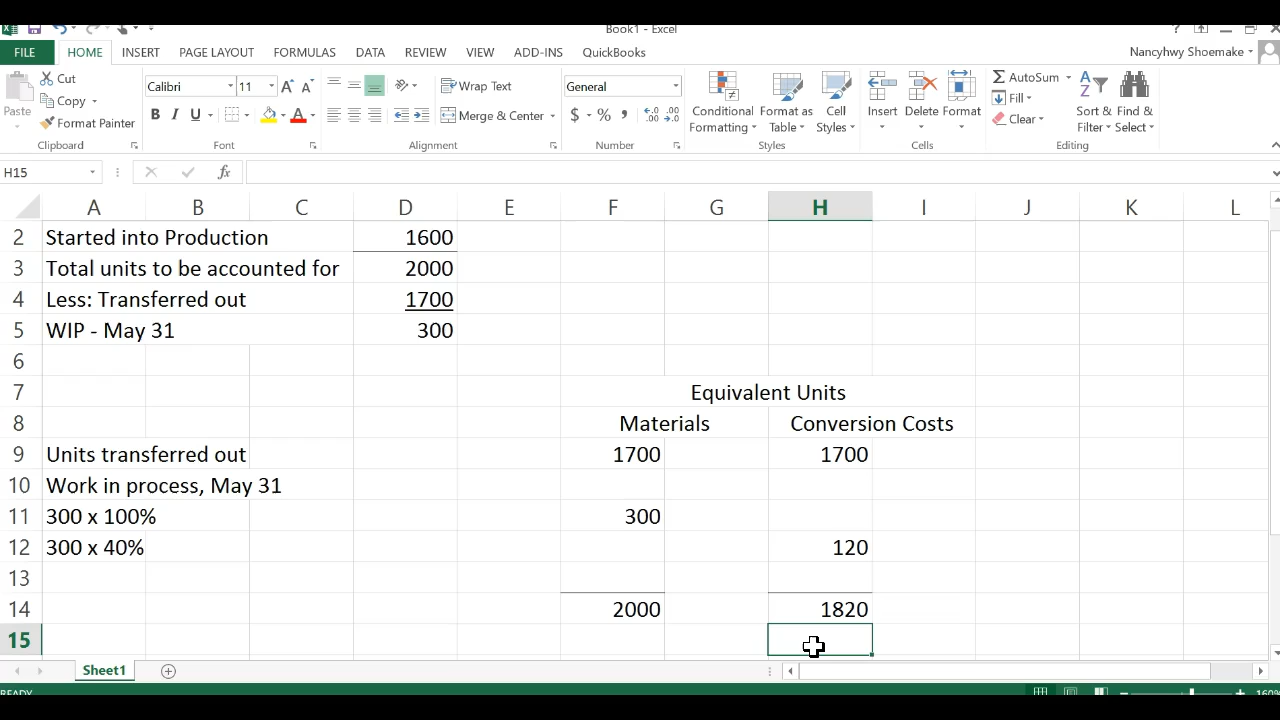 Book1 - Excel
?
FILE HOME INSERT PAGE LAYOUT FORMULAS DATA REVIEW VIEW ADD-INS QuickBooks Nancyhwy Shoemake
Paste Cut Calibri 11 A A Wrap Text General Conditional Formatting Format as Table Cell Styles Insert Delete Format AutoSum Sort & Filter Find & Select
Copy Fill
Format Painter B I U A Merge & Center $ % , Clear
Clipboard Font Alignment Number Styles Cells Editing
H15 fx
A B C D E F G H I J K L
2 Started into Production 1600
3 Total units to be accounted for 2000
4 Less: Transferred out 1700
5 WIP - May 31 300
6
7 Equivalent Units
8 Materials Conversion Costs
9 Units transferred out 1700 1700
10 Work in process, May 31
11 300 x 100% 300
12 300 x 40% 120
13
14 2000 1820
15
Sheet1
READY 160%